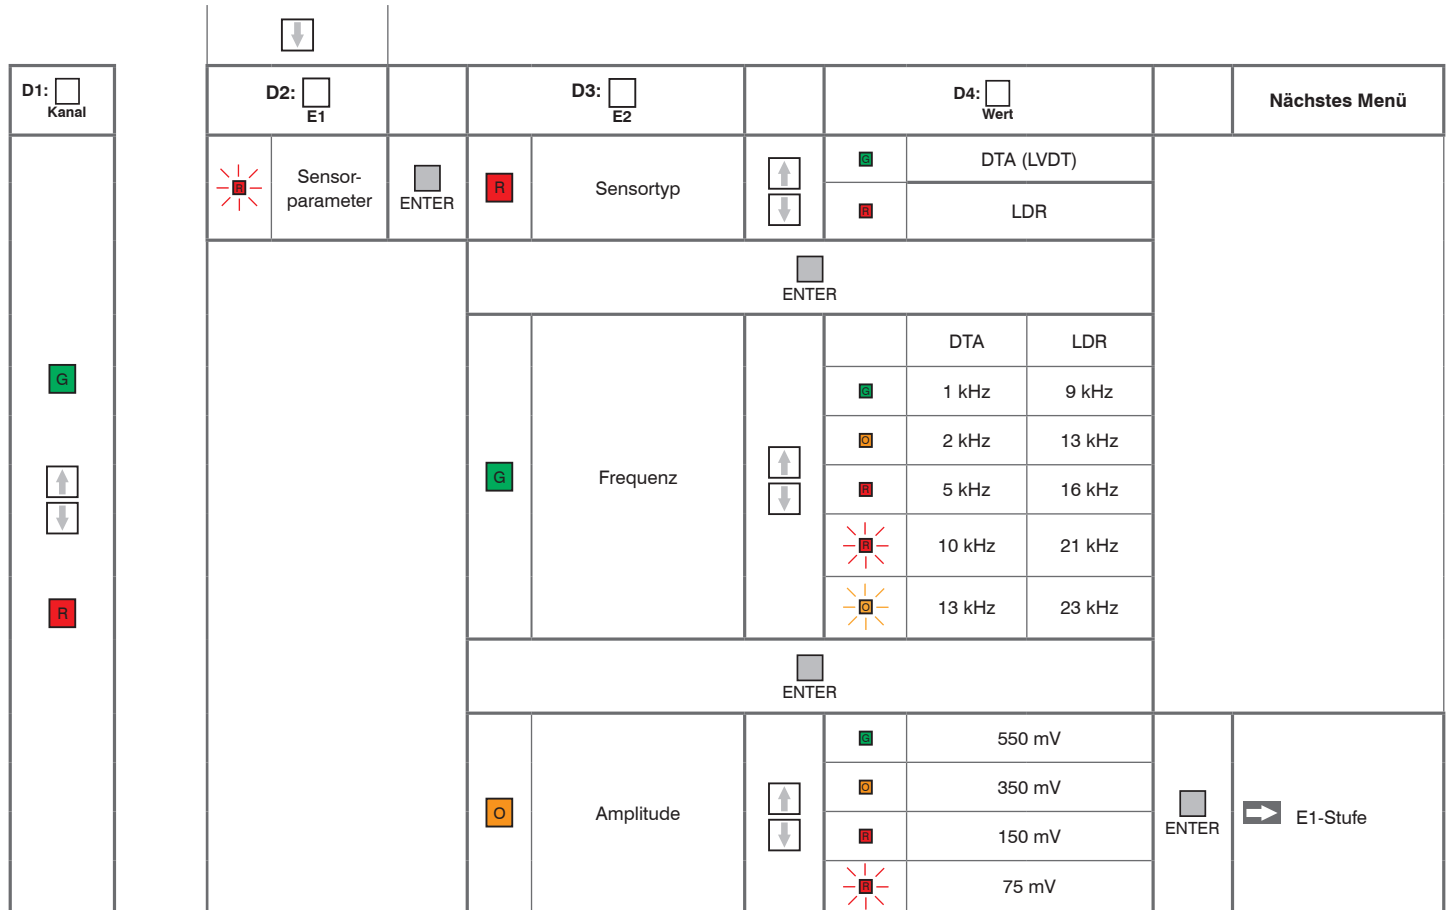 D1: Kanal
D2: E1
D3: E2
D4: Wert
Nächstes Menü
R
Sensor-
parameter
ENTER
R
Sensortyp
G
DTA (LVDT)
R
LDR
ENTER
G
R
G
Frequenz
DTA
LDR
G
1 kHz
9 kHz
O
2 kHz
13 kHz
R
5 kHz
16 kHz
R
10 kHz
21 kHz
O
13 kHz
23 kHz
ENTER
O
Amplitude
G
550 mV
O
350 mV
R
150 mV
R
75 mV
ENTER
E1-Stufe